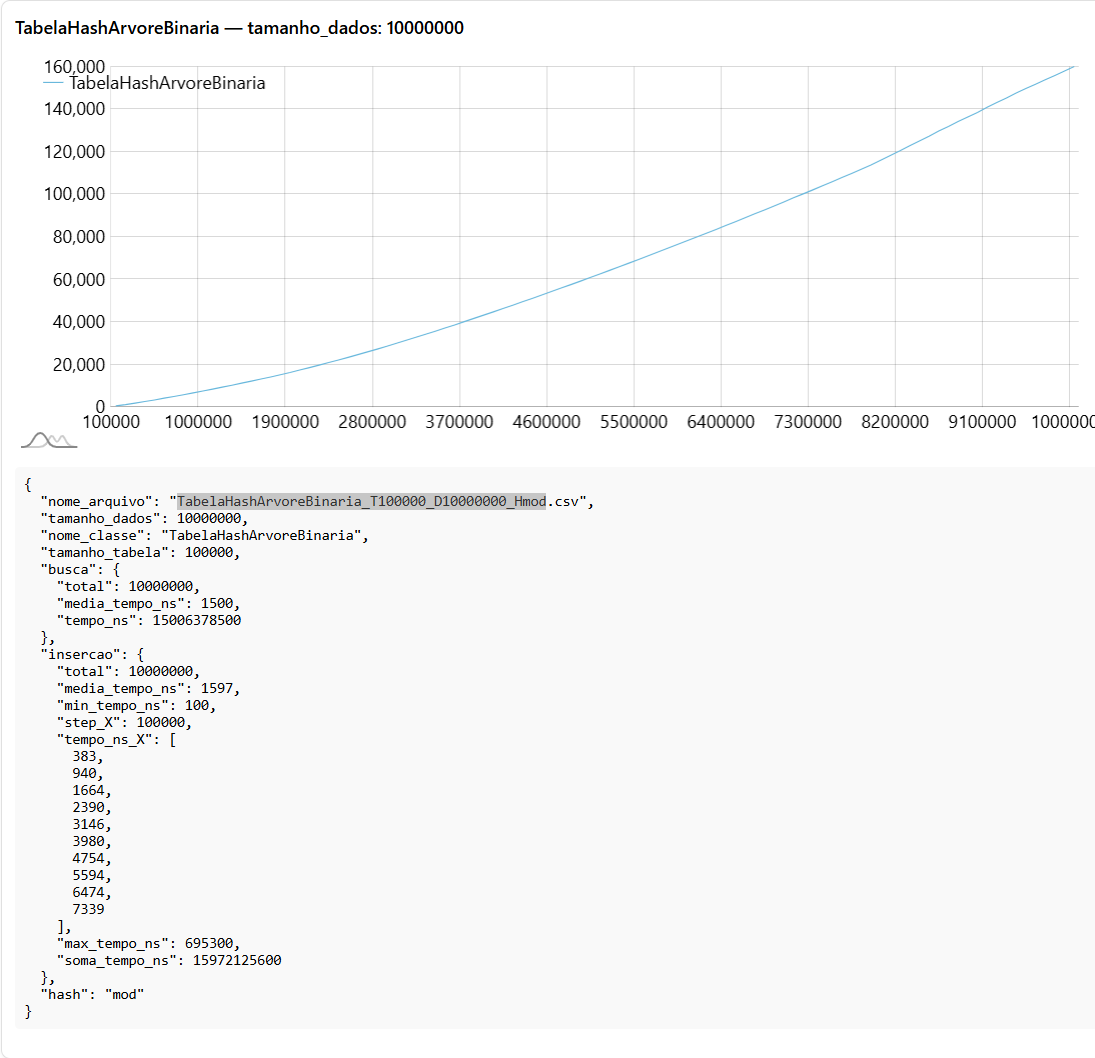 TabelaHashArvoreBinaria — tamanho_dados: 10000000
160,000
TabelaHashArvoreBinaria
140,000
120,000
100,000
80,000
60,000
40,000
20,000
0
100000 1000000 1900000 2800000 3700000 4600000 5500000 6400000 7300000 8200000 9100000 1000000
{
"nome_arquivo": "TabelaHashArvoreBinaria_T100000_D10000000_Hmod.csv",
"tamanho_dados": 10000000,
"nome_classe": "TabelaHashArvoreBinaria",
"tamanho_tabela": 100000,
"busca": {
"total": 10000000,
"media_tempo_ns": 1500,
"tempo_ns": 15006378500
},
"insercao": {
"total": 10000000,
"media_tempo_ns": 1597,
"min_tempo_ns": 100,
"step_X": 100000,
"tempo_ns_X": [
383,
940,
1664,
2390,
3146,
3980,
4754,
5594,
6474,
7339
],
"max_tempo_ns": 695300,
"soma_tempo_ns": 15972125600
},
"hash": "mod"
}